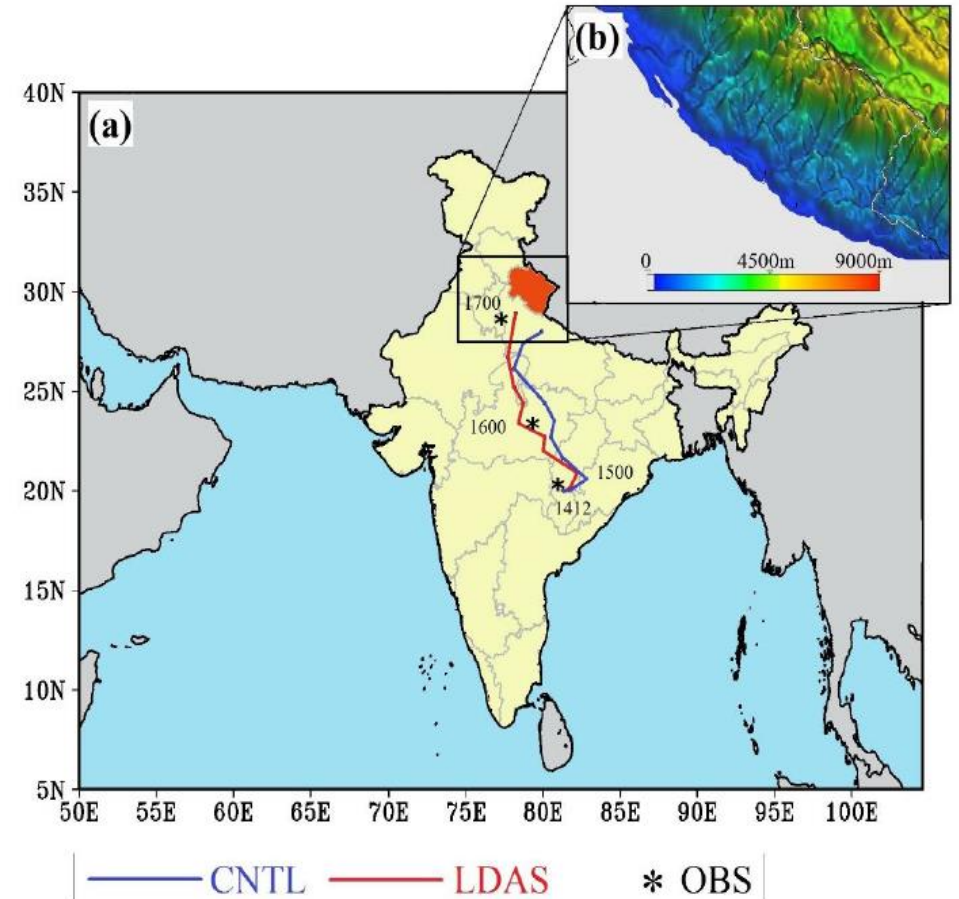 (b)
0 4500m 9000m
40N
(a)
35N
30N
1700
25N
1600
1500
20N
1412
15N
10N
5N
50E 55E 60E 65E 70E 75E 80E 85E 90E 95E 100E
CNTL LDAS * OBS